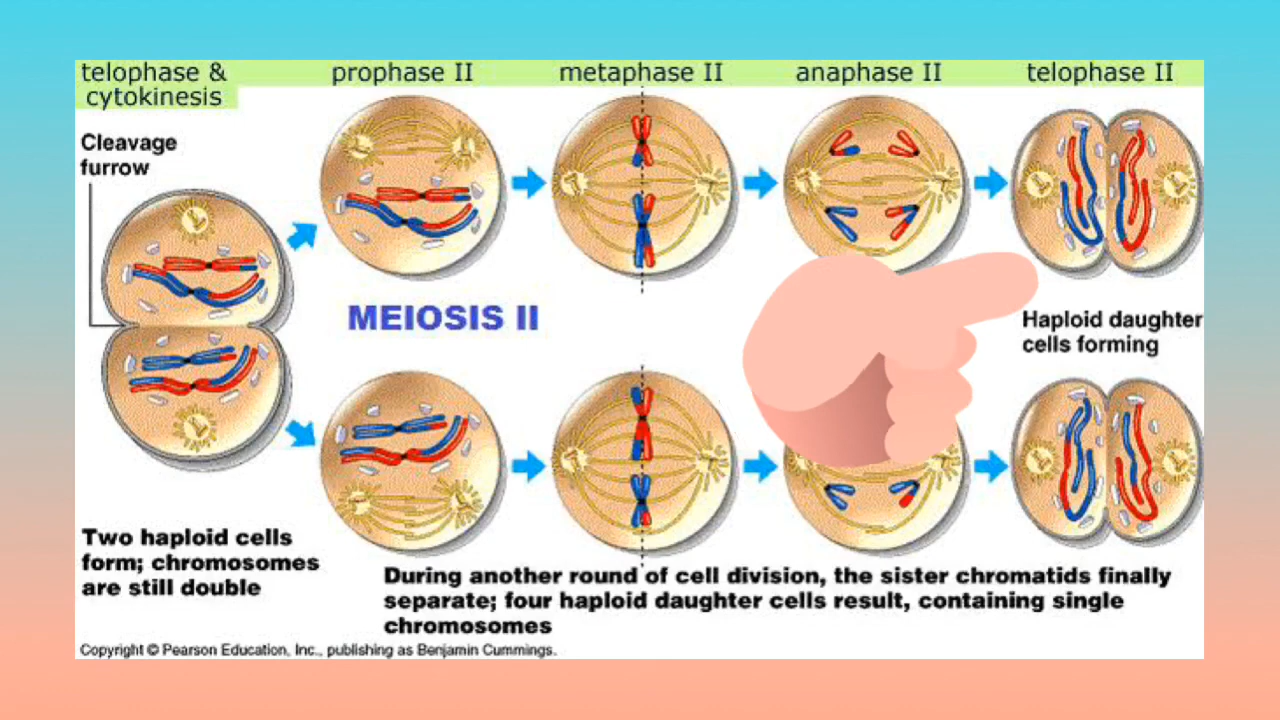 telophase &
cytokinesis
prophase II
metaphase II
anaphase II
telophase II
Cleavage
furrow
MEIOSIS II
Haploid daughter
cells forming
Two haploid cells
form; chromosomes
are still double
During another round of cell division, the sister chromatids finally
separate; four haploid daughter cells result, containing single
chromosomes
Copyright © Pearson Education, Inc., publishing as Benjamin Cummings.